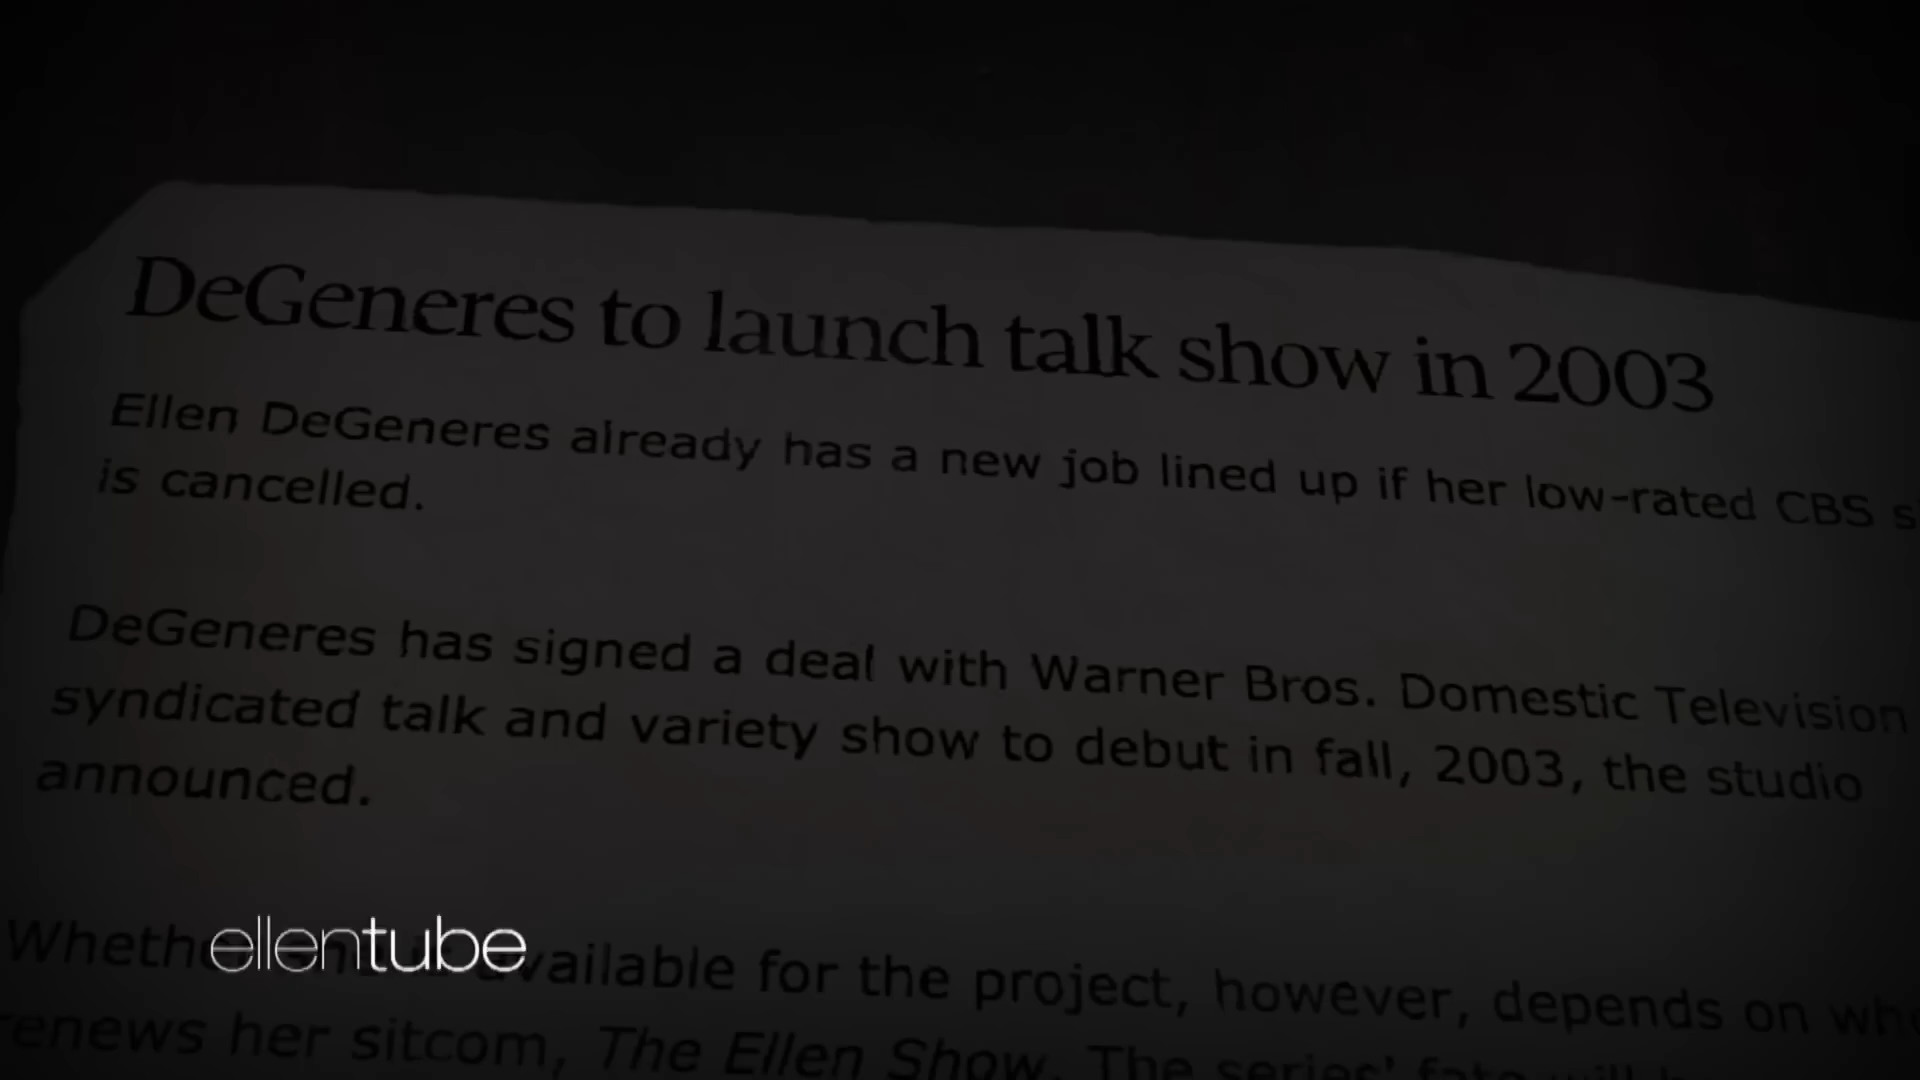 DeGeneres to launch talk show in 2003
Ellen DeGeneres already has a new job lined up if her low-rated CBS
is cancelled.
DeGeneres has signed a deal with Warner Bros. Domestic Television
syndicated talk and variety show to debut in fall, 2003, the studio
announced.
ellentube
for the project, however, depends on
renews her sitcom, The Ellen Show. The series'